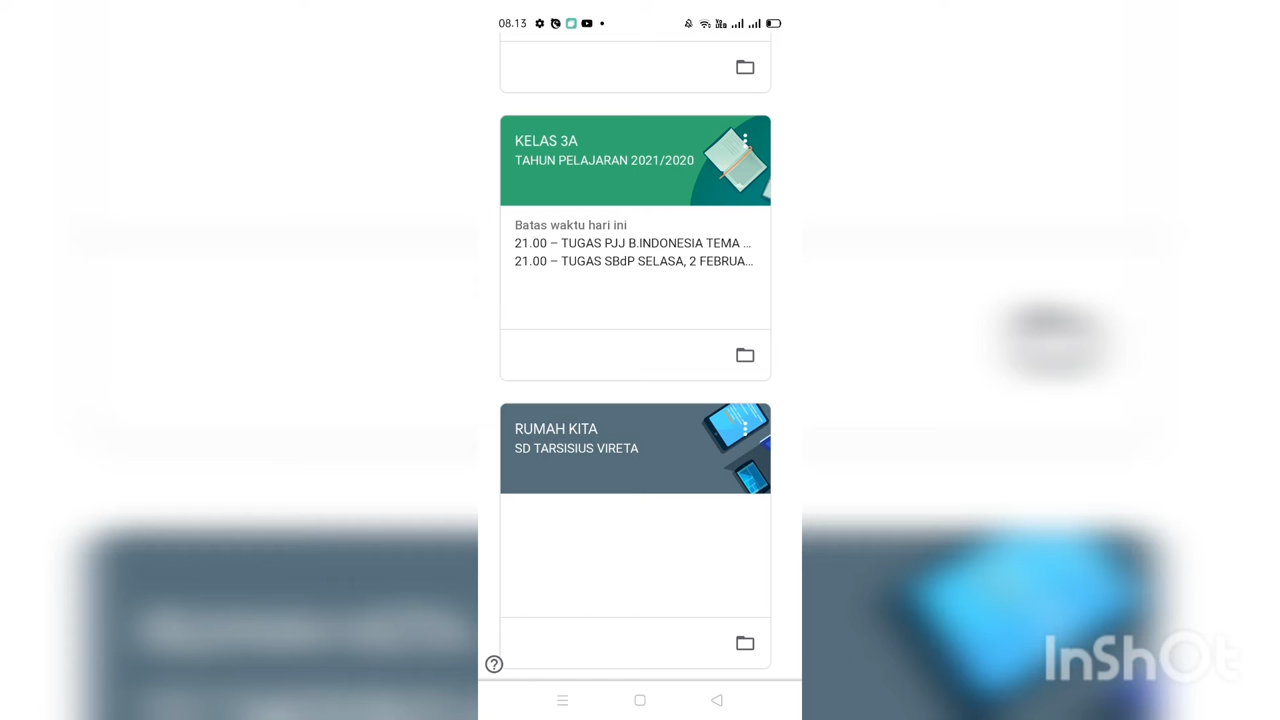 08.13
KELAS 3A
TAHUN PELAJARAN 2021/2020
Batas waktu hari ini
21.00 – TUGAS PJJ B.INDONESIA TEMA ...
21.00 – TUGAS SBdP SELASA, 2 FEBRUA...
RUMAH KITA
SD TARSISIUS VIRETA
InShOt